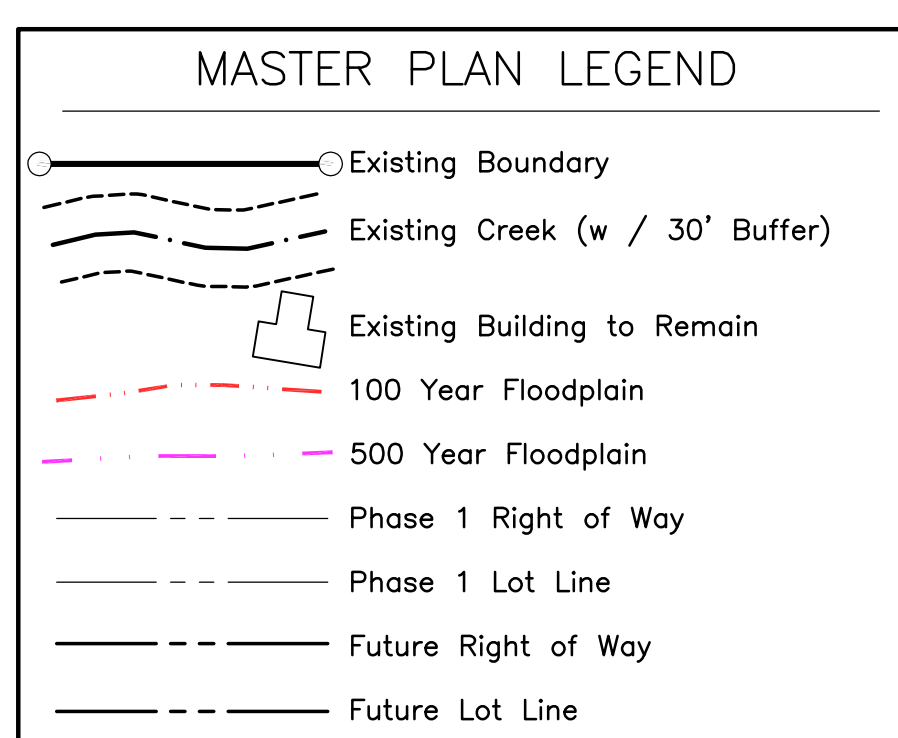 MASTER PLAN LEGEND
Existing Boundary
Existing Creek (w / 30' Buffer)
Existing Building to Remain
100 Year Floodplain
500 Year Floodplain
Phase 1 Right of Way
Phase 1 Lot Line
Future Right of Way
Future Lot Line